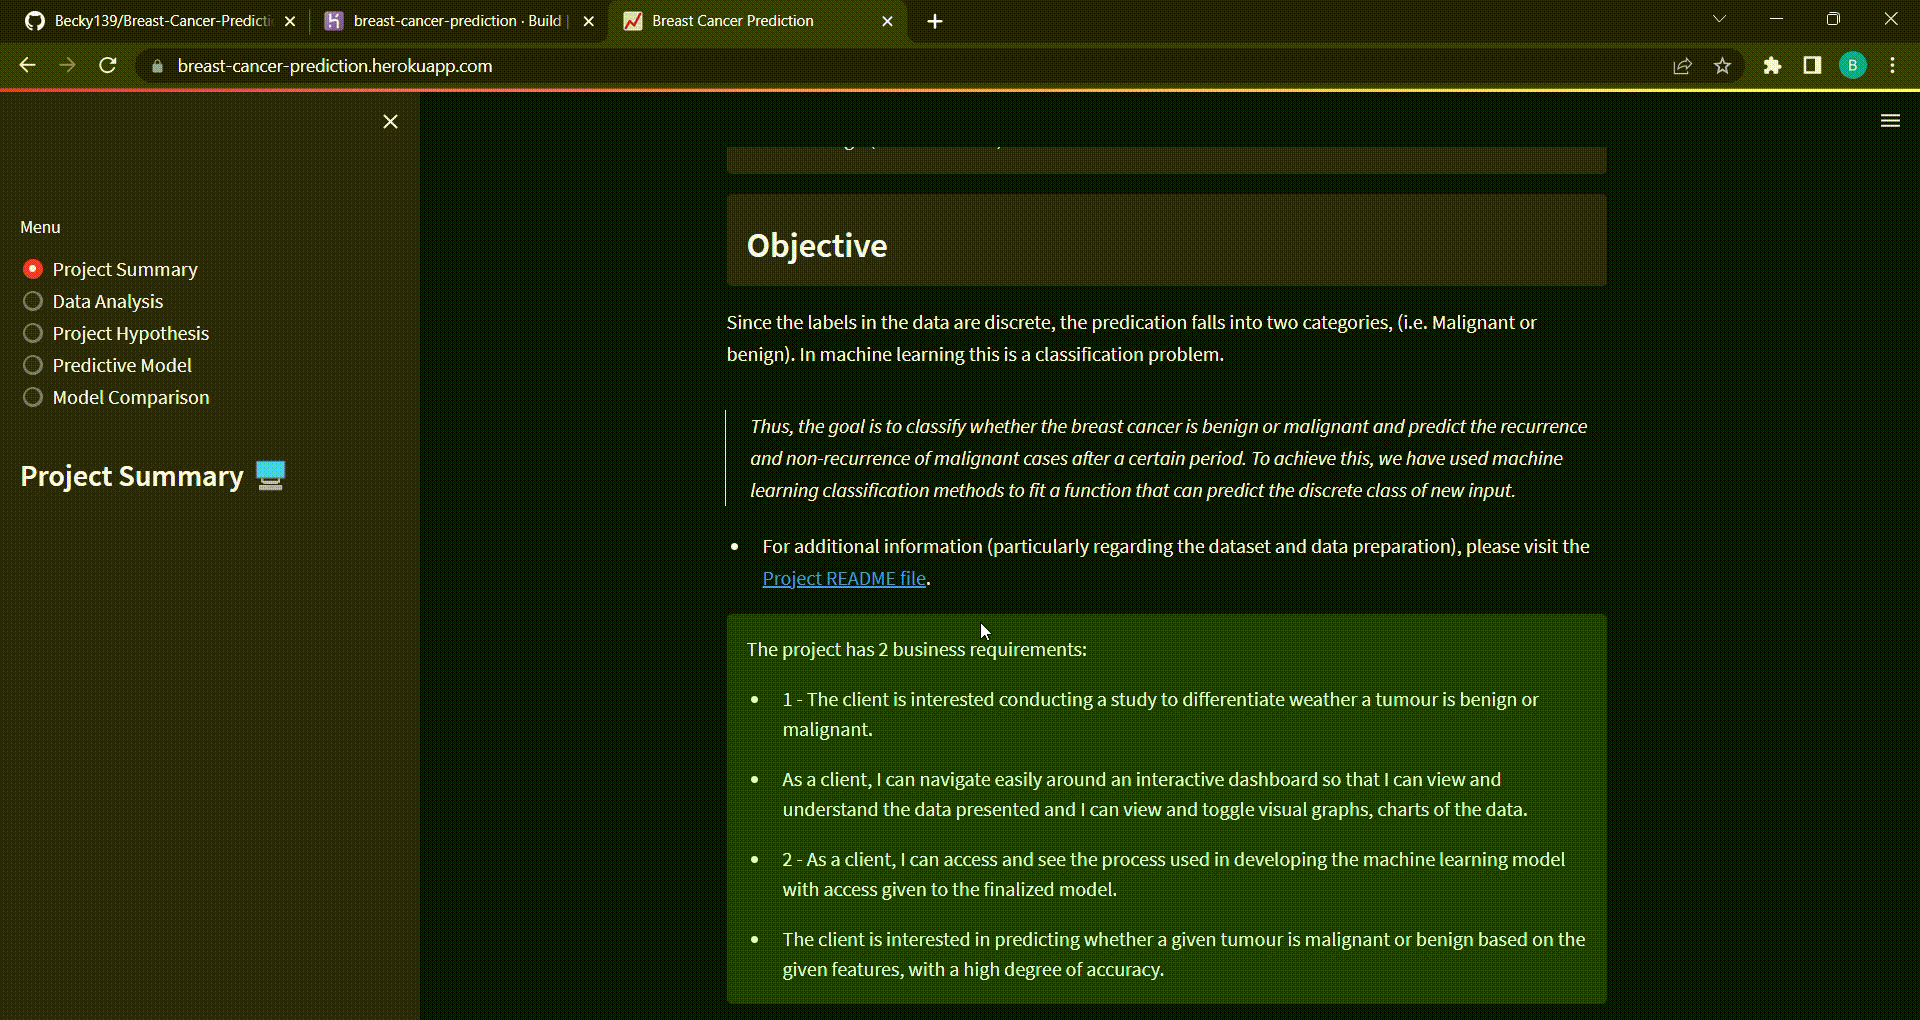 Becky139/Breast-Cancer-Predicti
breast-cancer-prediction · Build
Breast Cancer Prediction
breast-cancer-prediction.herokuapp.com
B
Menu
Project Summary
Data Analysis
Project Hypothesis
Predictive Model
Model Comparison
Project Summary
Objective
Since the labels in the data are discrete, the predication falls into two categories, (i.e. Malignant or
benign). In machine learning this is a classification problem.
Thus, the goal is to classify whether the breast cancer is benign or malignant and predict the recurrence
and non-recurrence of malignant cases after a certain period. To achieve this, we have used machine
learning classification methods to fit a function that can predict the discrete class of new input.
• For additional information (particularly regarding the dataset and data preparation), please visit the
Project README file.
The project has 2 business requirements:
• 1 - The client is interested conducting a study to differentiate weather a tumour is benign or
malignant.
• As a client, I can navigate easily around an interactive dashboard so that I can view and
understand the data presented and I can view and toggle visual graphs, charts of the data.
• 2 - As a client, I can access and see the process used in developing the machine learning model
with access given to the finalized model.
• The client is interested in predicting whether a given tumour is malignant or benign based on the
given features, with a high degree of accuracy.